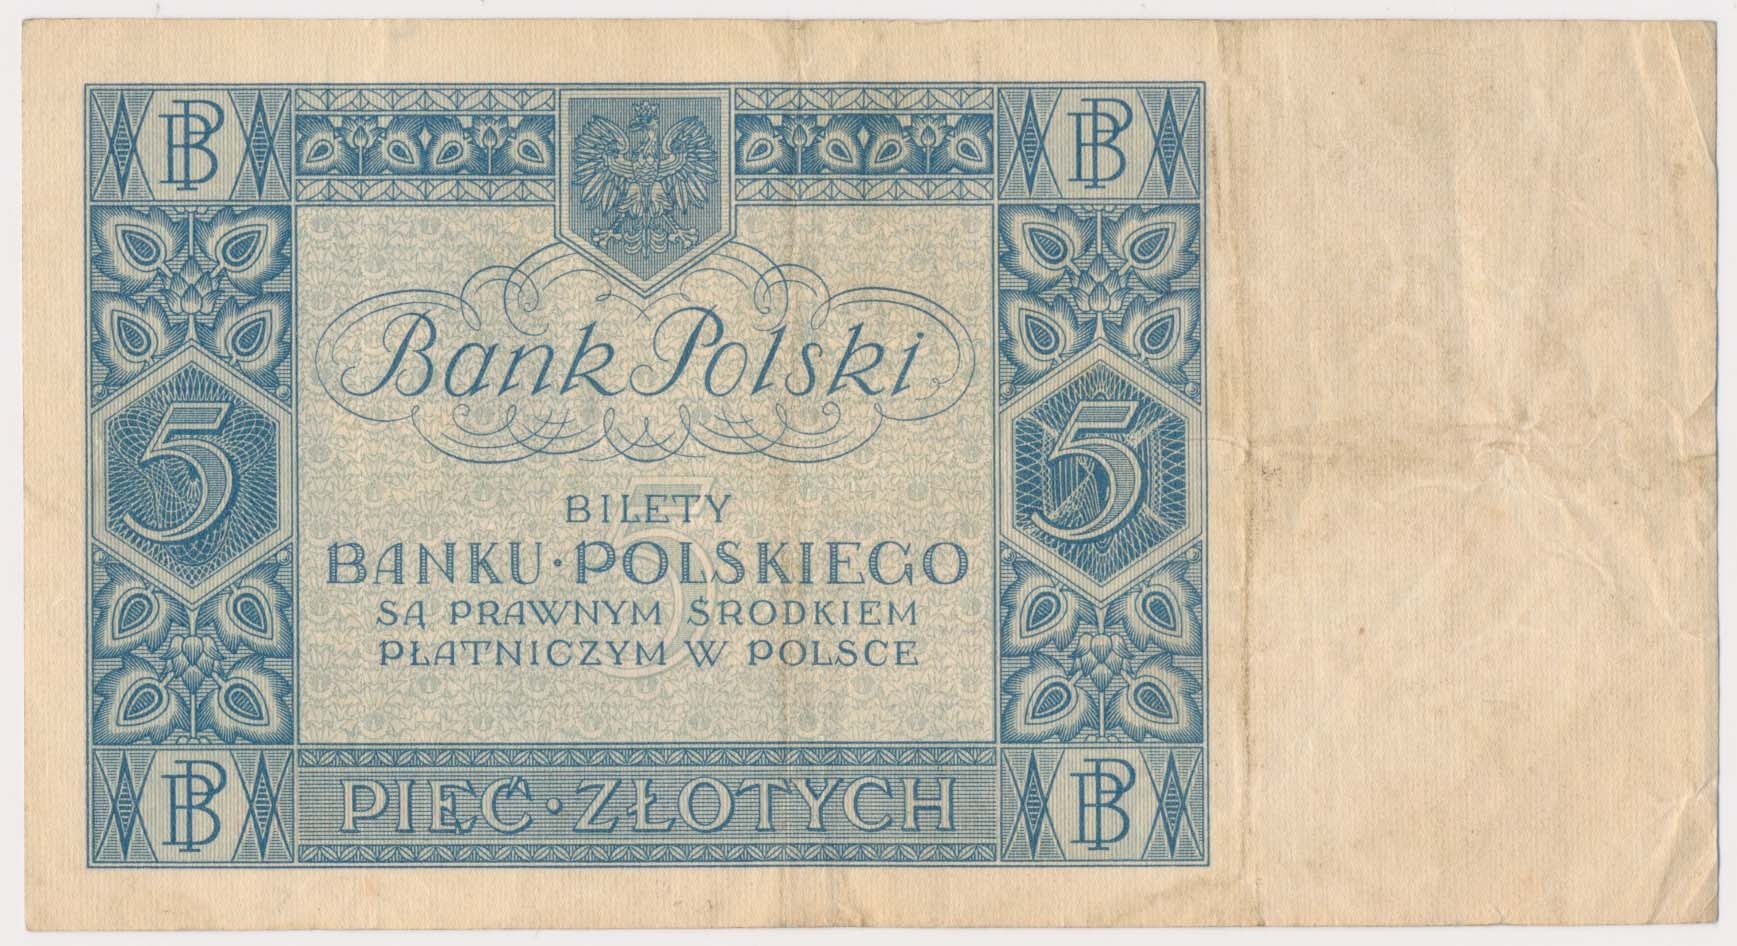 BP BP
Bank Polski
5 5
BILETY
BANKU·POLSKIEGO
SĄ PRAWNYM ŚRODKIEM
PŁATNICZYM W POLSCE
BP PIĘĆ·ZŁOTYCH BP